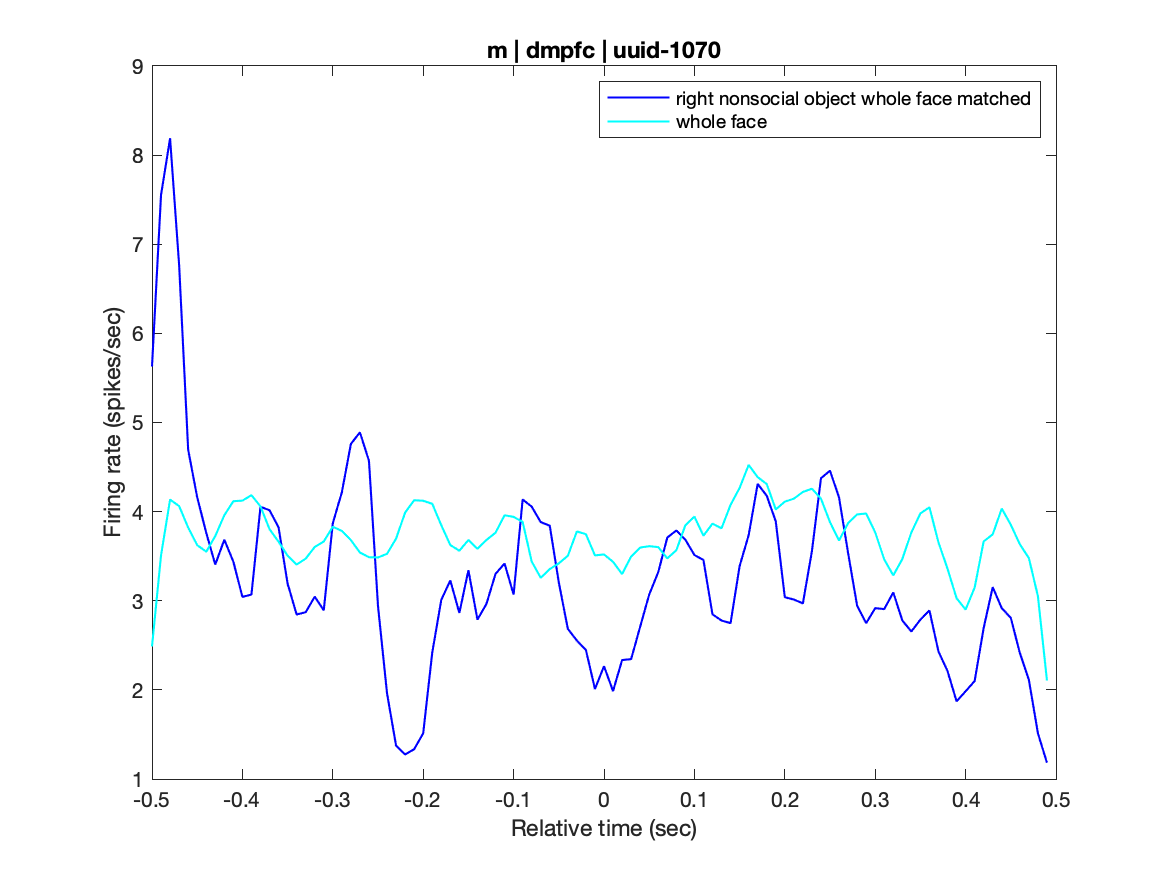 m | dmpfc | uuid-1070
right nonsocial object whole face matched
whole face
Firing rate (spikes/sec)
9
8
7
6
5
4
3
2
1
-0.5 -0.4 -0.3 -0.2 -0.1 0 0.1 0.2 0.3 0.4 0.5
Relative time (sec)